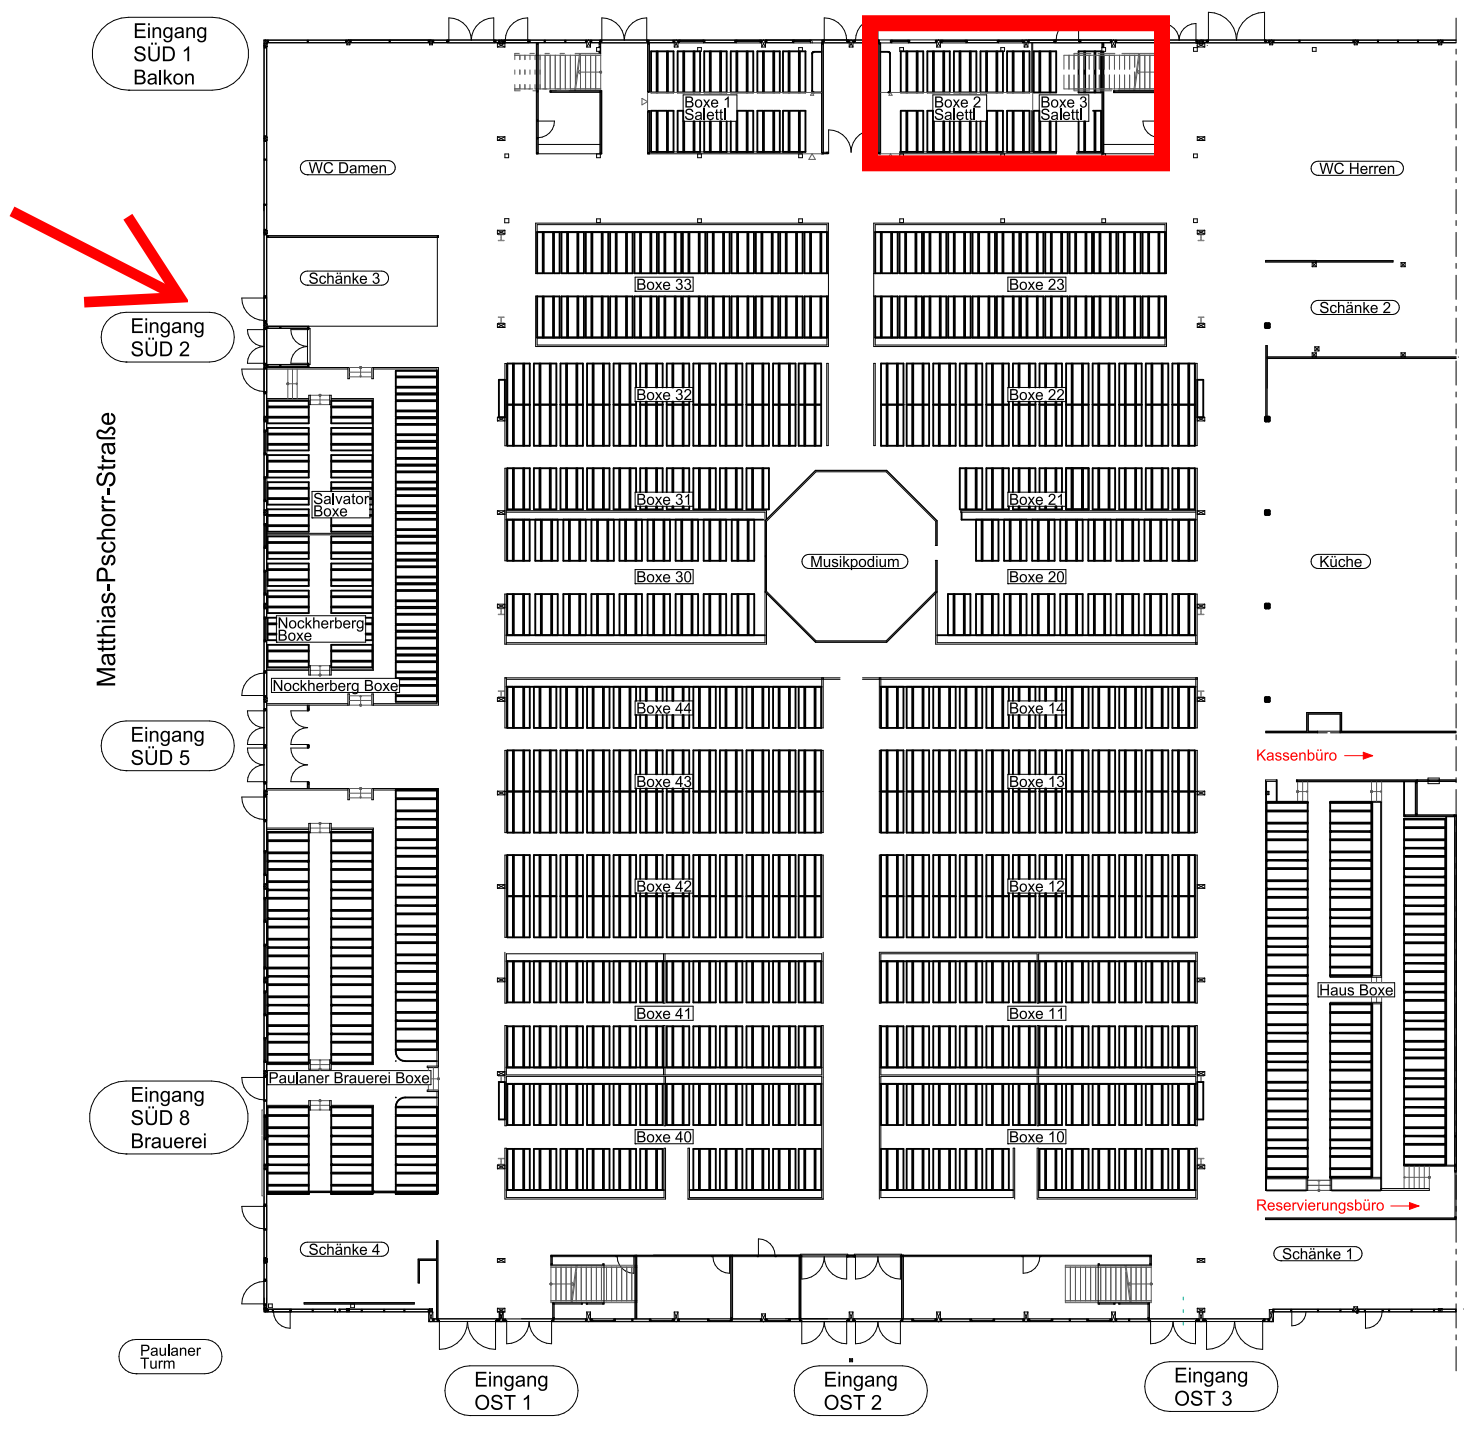 Eingang
SÜD 1
Balkon
Boxe 1
Salettl
Boxe 2
Salettl
Boxe 3
Salettl
WC Damen
WC Herren
Schänke 3
Boxe 33
Boxe 23
Schänke 2
Eingang
SÜD 2
Boxe 32
Boxe 22
Matthias-Pschorr-Straße
Salvator
Boxe
Boxe 31
Boxe 21
Musikpodium
Küche
Boxe 30
Boxe 20
Nockherberg
Boxe
Nockherberg Boxe
Boxe 44
Boxe 14
Eingang
SÜD 5
Kassenbüro
Boxe 43
Boxe 13
Boxe 42
Boxe 12
Haus Boxe
Boxe 41
Boxe 11
Paulaner Brauerei Boxe
Eingang
SÜD 8
Brauerei
Boxe 40
Boxe 10
Reservierungsbüro
Schänke 4
Schänke 1
Paulaner
Turm
Eingang
OST 1
Eingang
OST 2
Eingang
OST 3